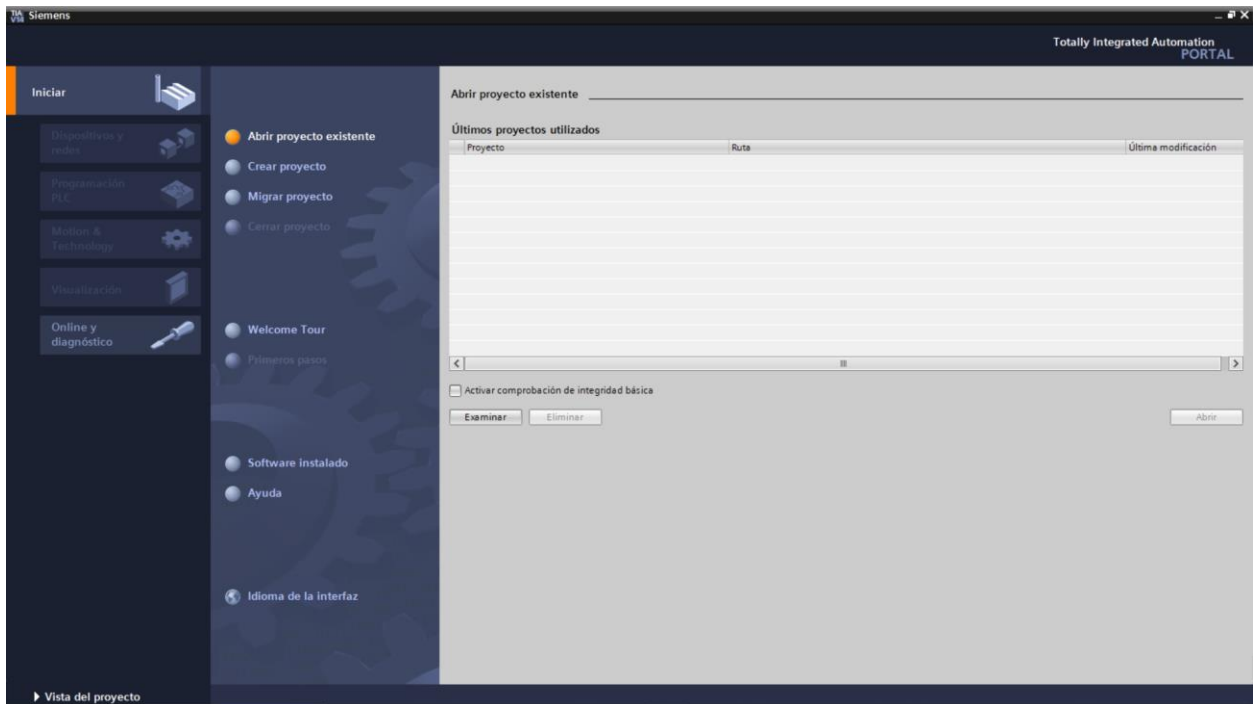 Siemens
Totally Integrated Automation
PORTAL
Iniciar
Dispositivos y
redes
Programación
PLC
Motion &
Technology
Visualización
Online y
diagnóstico
Abrir proyecto existente
Crear proyecto
Migrar proyecto
Cerrar proyecto
Welcome Tour
Primeros pasos
Software instalado
Ayuda
Idioma de la interfaz
Abrir proyecto existente
Últimos proyectos utilizados
Proyecto Ruta Última modificación
Activar comprobación de integridad básica
Examinar Eliminar Abrir
Vista del proyecto